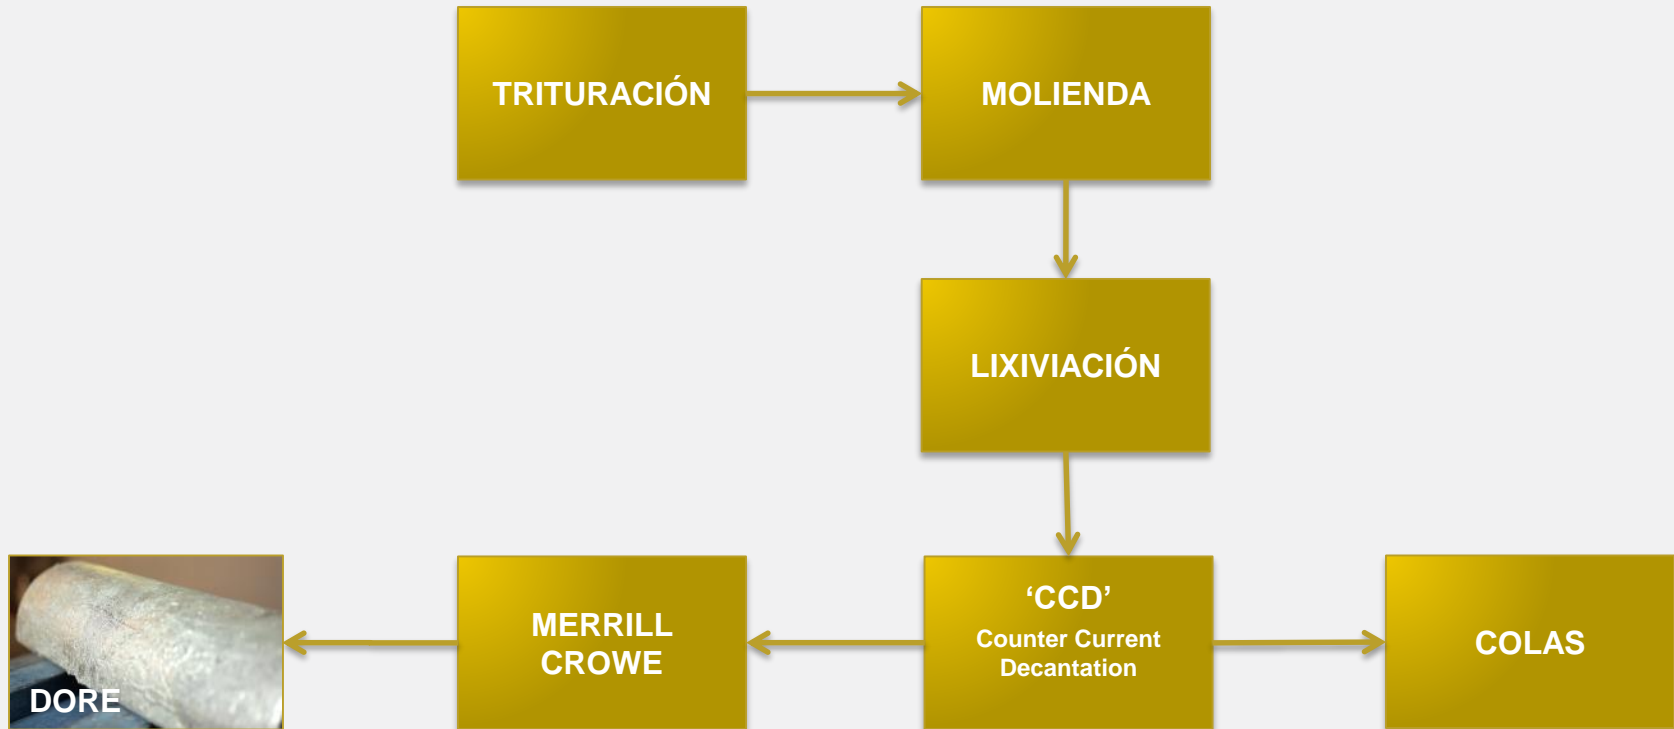 TRITURACIÓN
MOLIENDA
LIXIVIACIÓN
‘CCD’
Counter Current
Decantation
MERRILL
CROWE
COLAS
DORE